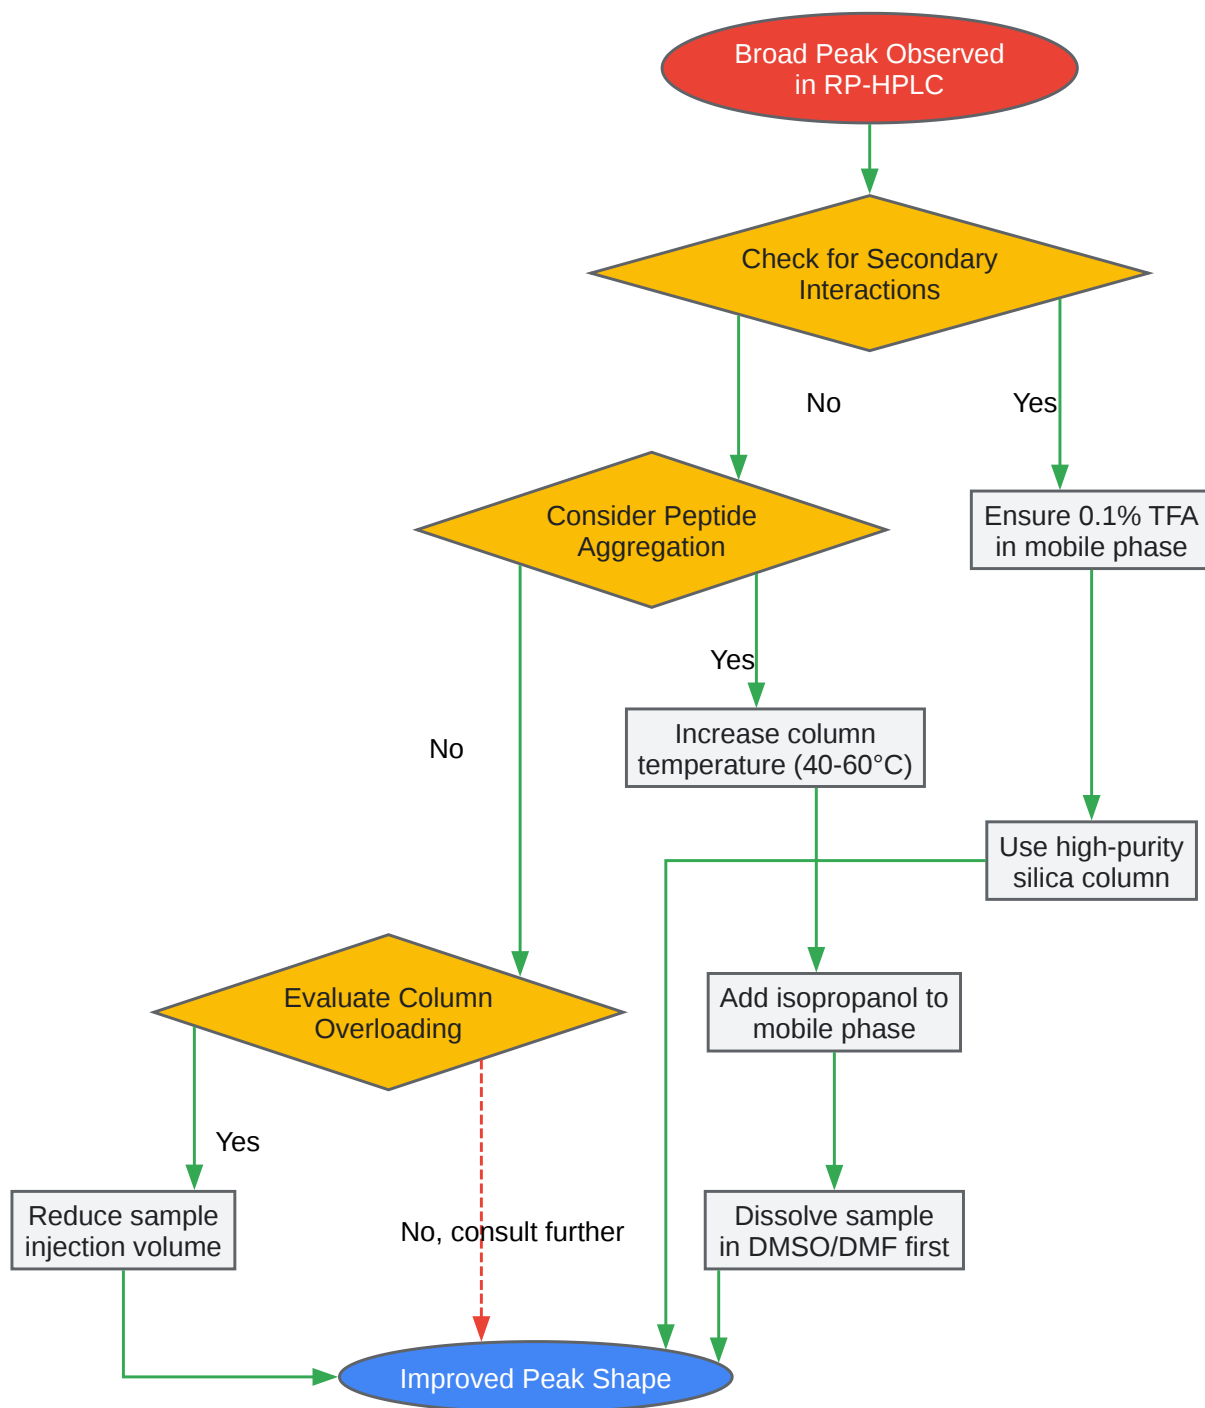 Broad Peak Observed
in RP-HPLC
Check for Secondary
Interactions
No
Yes
Consider Peptide
Aggregation
Ensure 0.1% TFA
in mobile phase
Yes
No
Increase column
temperature (40-60°C)
Use high-purity
silica column
Evaluate Column
Overloading
Add isopropanol to
mobile phase
Yes
No, consult further
Reduce sample
injection volume
Dissolve sample
in DMSO/DMF first
Improved Peak Shape